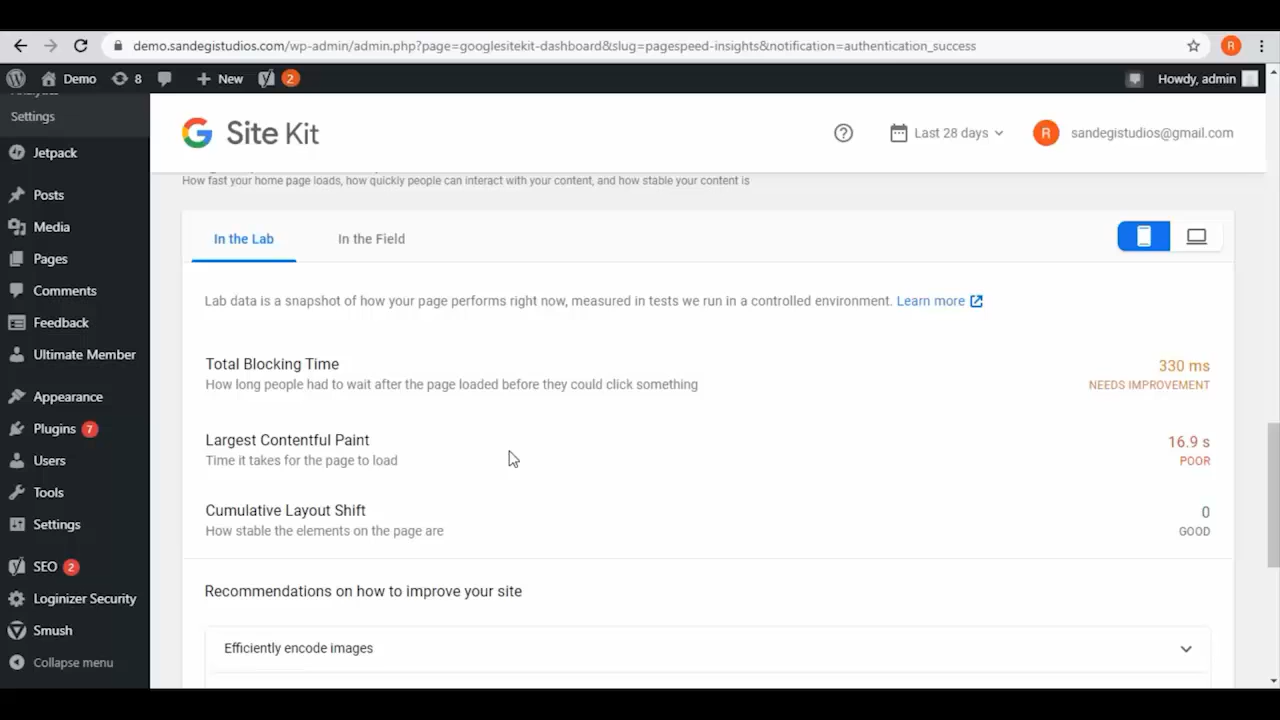 demo.sandegistudios.com/wp-admin/admin.php?page=googlesitekit-dashboard&slug=pagespeed-insights&notification=authentication_success
R
Demo
8
New
2
Howdy, admin
Settings
Jetpack
Posts
Media
Pages
Comments
Feedback
Ultimate Member
Appearance
Plugins 7
Users
Tools
Settings
SEO 2
Loginizer Security
Smush
Collapse menu
G Site Kit
Last 28 days
R
sandegistudios@gmail.com
How fast your home page loads, how quickly people can interact with your content, and how stable your content is
In the Lab
In the Field
Lab data is a snapshot of how your page performs right now, measured in tests we run in a controlled environment. Learn more
Total Blocking Time
330 ms
How long people had to wait after the page loaded before they could click something
NEEDS IMPROVEMENT
Largest Contentful Paint
16.9 s
Time it takes for the page to load
POOR
Cumulative Layout Shift
0
How stable the elements on the page are
GOOD
Recommendations on how to improve your site
Efficiently encode images